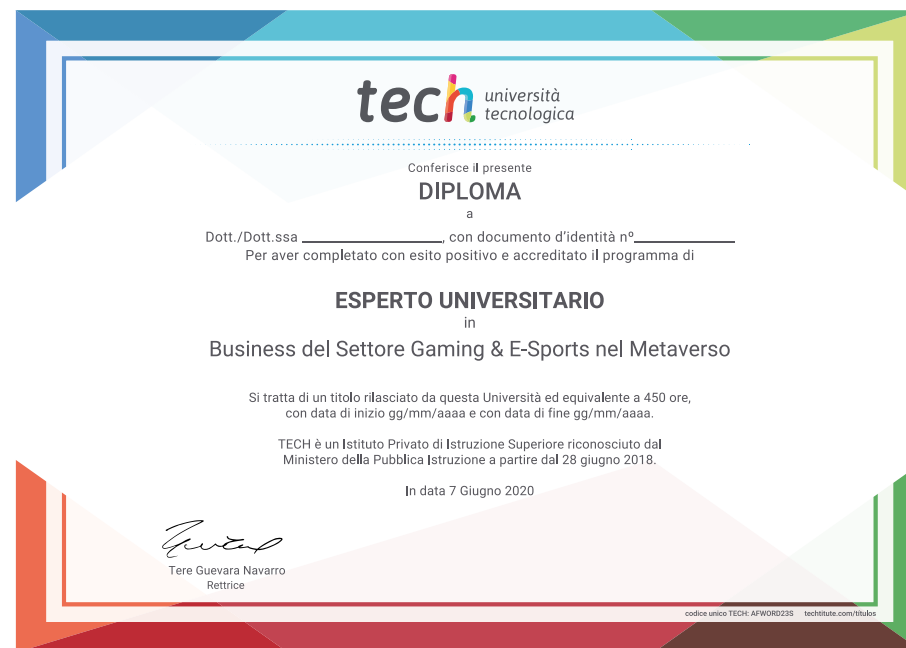 tech università
tecnologica
Conferisce il presente
DIPLOMA
a
Dott./Dott.ssa ____________________, con documento d'identità nº______________
Per aver completato con esito positivo e accreditato il programma di
ESPERTO UNIVERSITARIO
in
Business del Settore Gaming & E-Sports nel Metaverso
Si tratta di un titolo rilasciato da questa Università ed equivalente a 450 ore,
con data di inizio gg/mm/aaaa e con data di fine gg/mm/aaaa.
TECH è un Istituto Privato di Istruzione Superiore riconosciuto dal
Ministero della Pubblica Istruzione a partire dal 28 giugno 2018.
In data 7 Giugno 2020
Tere Guevara Navarro
Rettrice
codice unico TECH: AFWORD23S techtitute.com/titulos